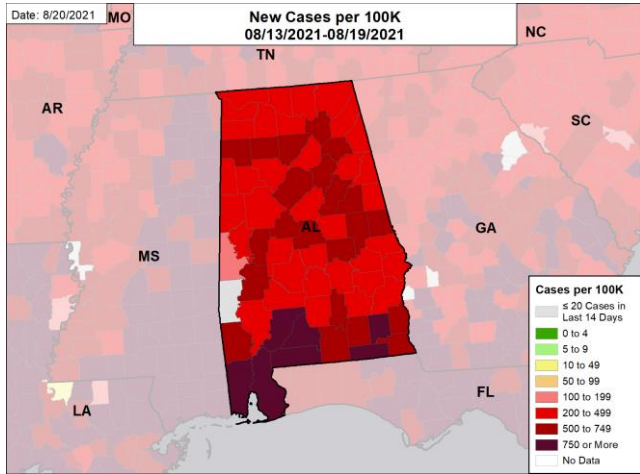 Date: 8/20/2021
New Cases per 100K
08/13/2021-08/19/2021
MO
TN
NC
AR
SC
MS
AL
GA
LA
FL
Cases per 100K
≤ 20 Cases in
Last 14 Days
0 to 4
5 to 9
10 to 49
50 to 99
100 to 199
200 to 499
500 to 749
750 or More
No Data